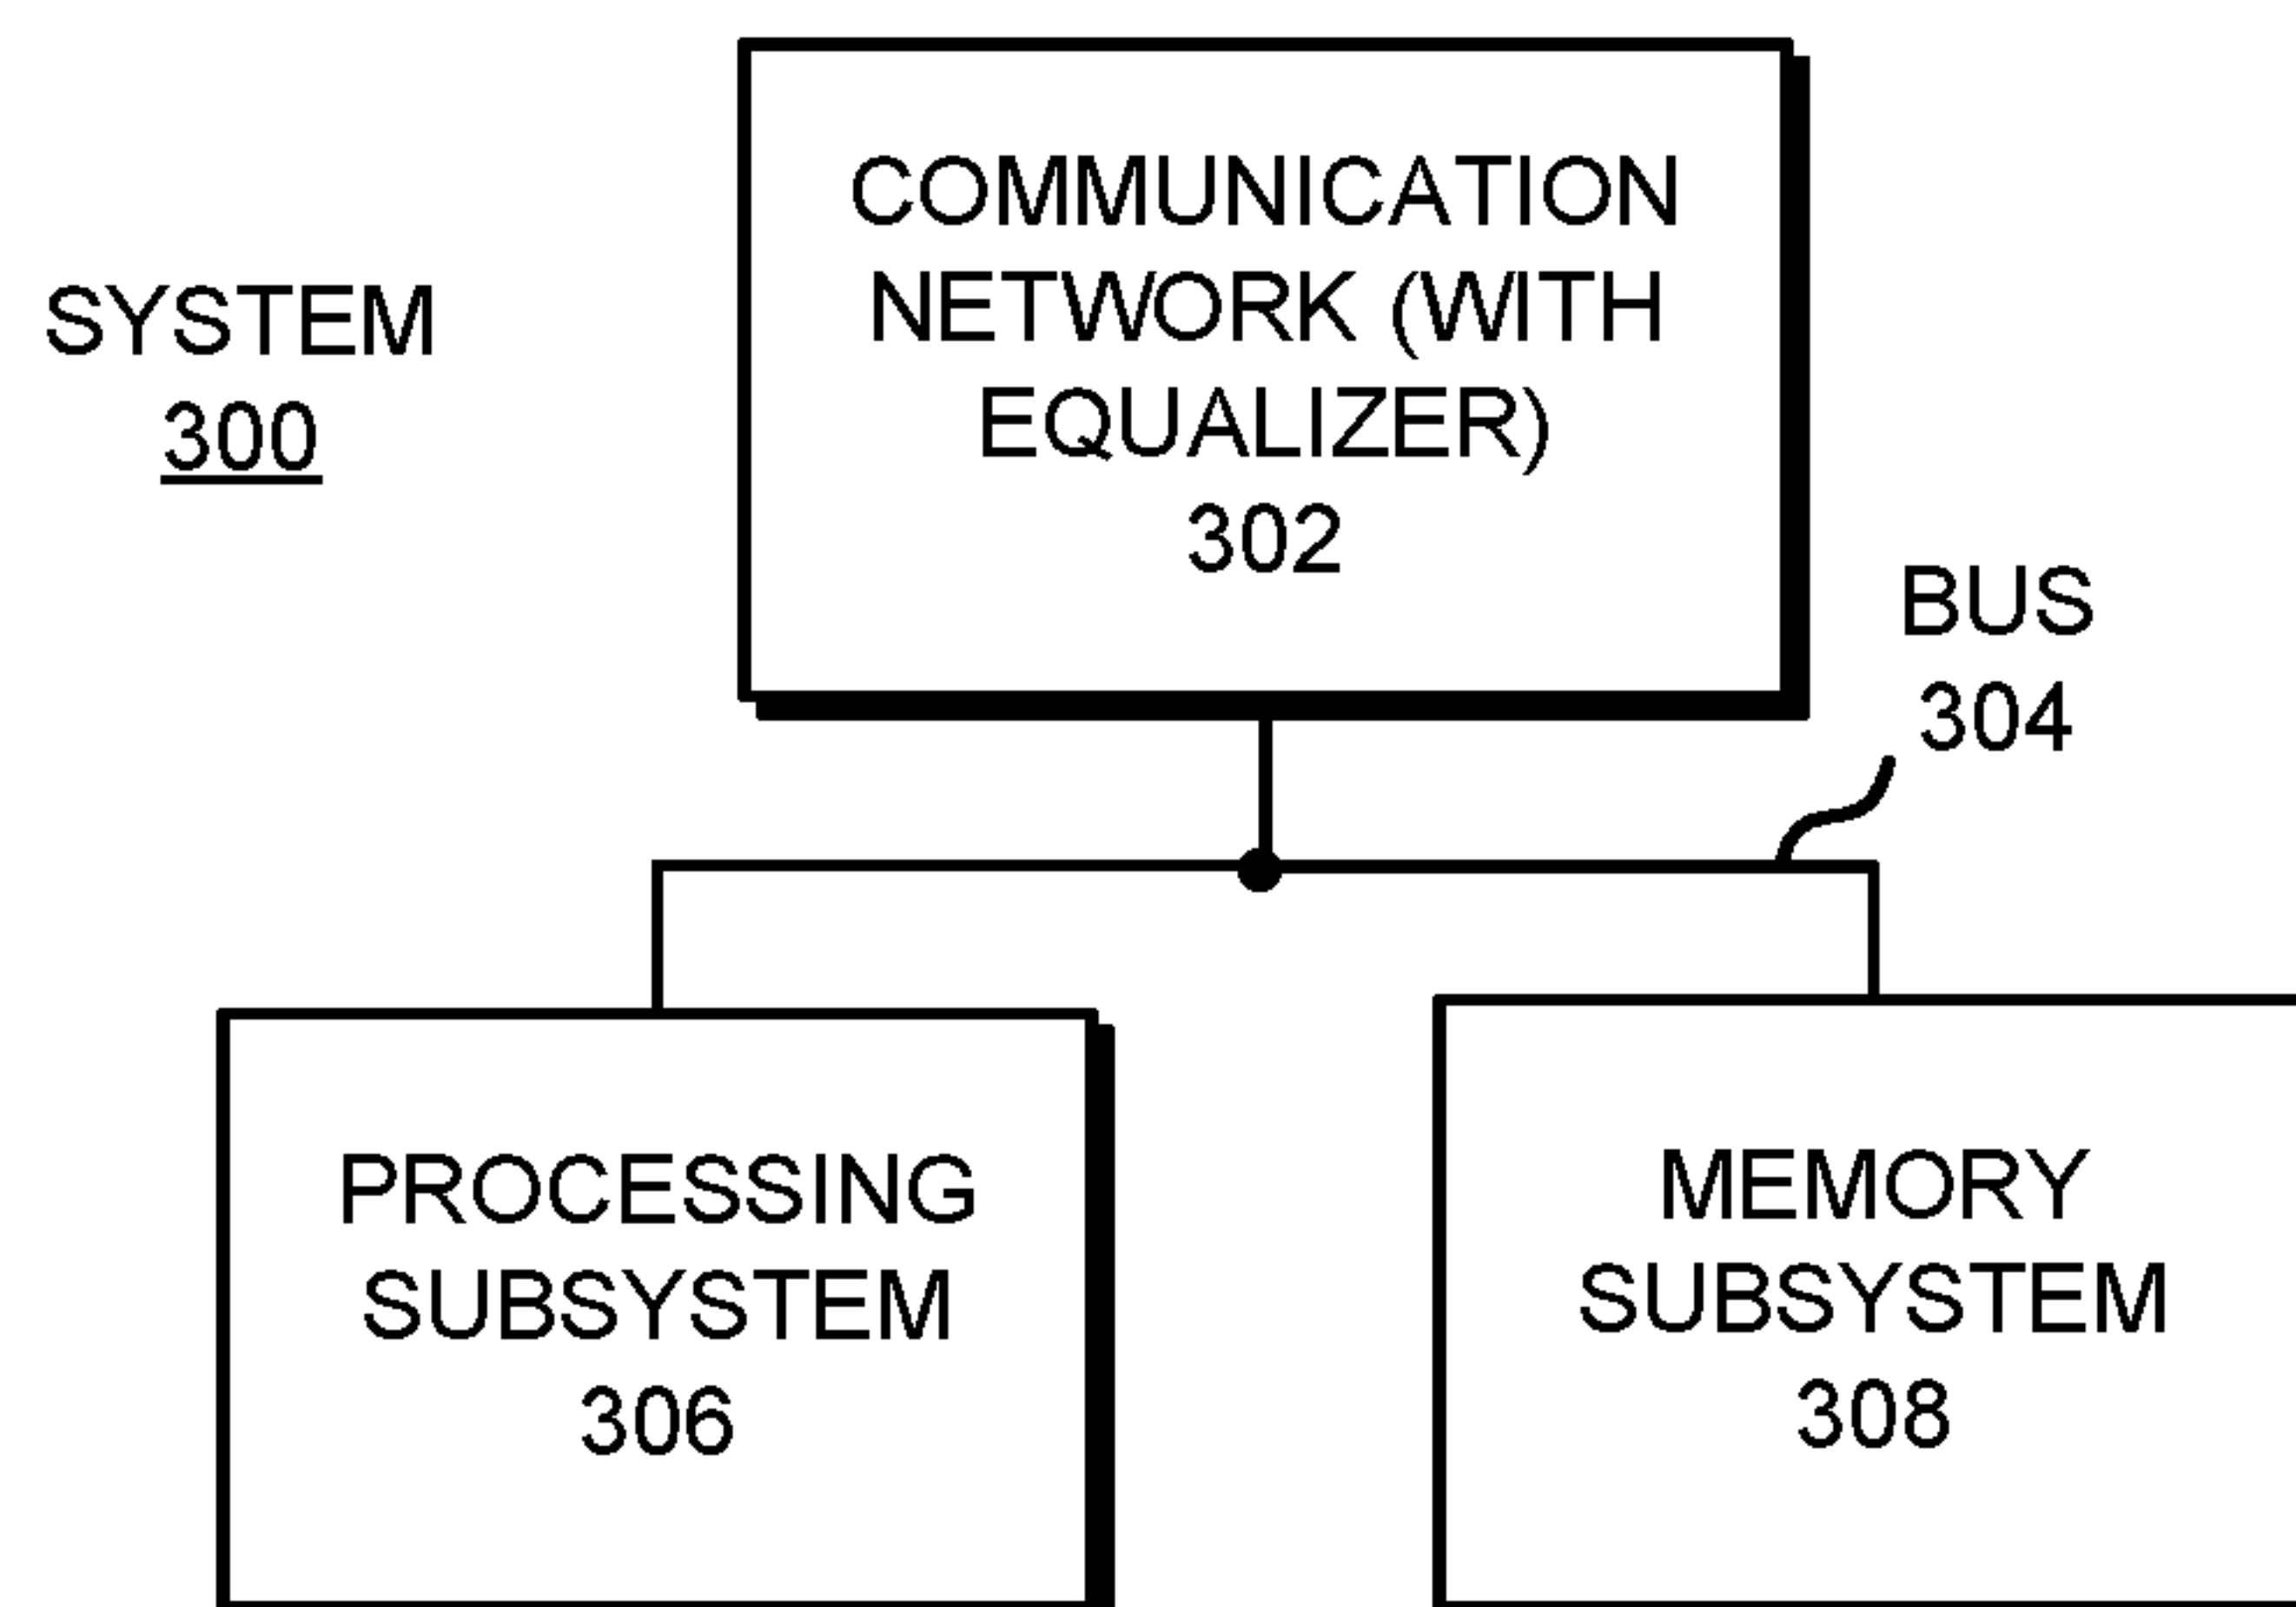 SYSTEM
300
COMMUNICATION
NETWORK (WITH
EQUALIZER)
302
BUS
304
PROCESSING
SUBSYSTEM
306
MEMORY
SUBSYSTEM
308